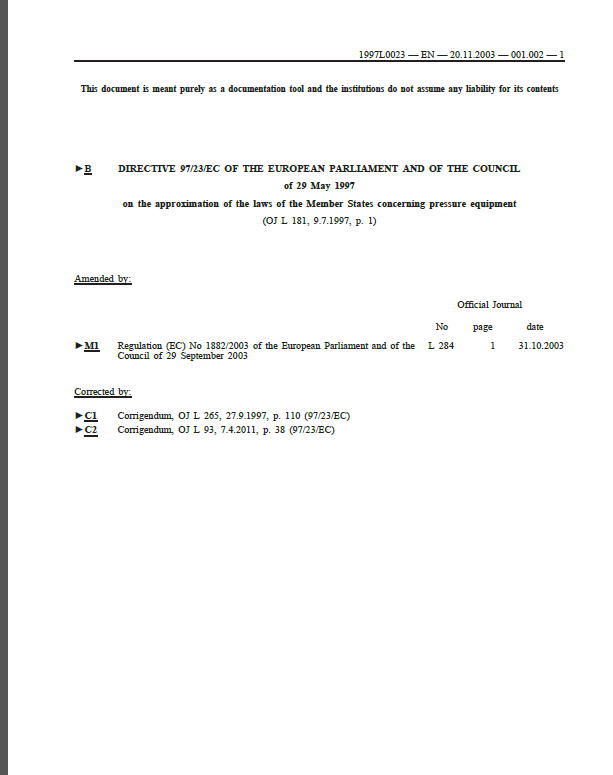 1997L0023 — EN — 20.11.2003 — 001.002 — 1
This document is meant purely as a documentation tool and the institutions do not assume any liability for its contents
►B DIRECTIVE 97/23/EC OF THE EUROPEAN PARLIAMENT AND OF THE COUNCIL
of 29 May 1997
on the approximation of the laws of the Member States concerning pressure equipment
(OJ L 181, 9.7.1997, p. 1)
Amended by:
Official Journal
No page date
►M1 Regulation (EC) No 1882/2003 of the European Parliament and of the L 284 1 31.10.2003
Council of 29 September 2003
Corrected by:
►C1 Corrigendum, OJ L 265, 27.9.1997, p. 110 (97/23/EC)
►C2 Corrigendum, OJ L 93, 7.4.2011, p. 38 (97/23/EC)